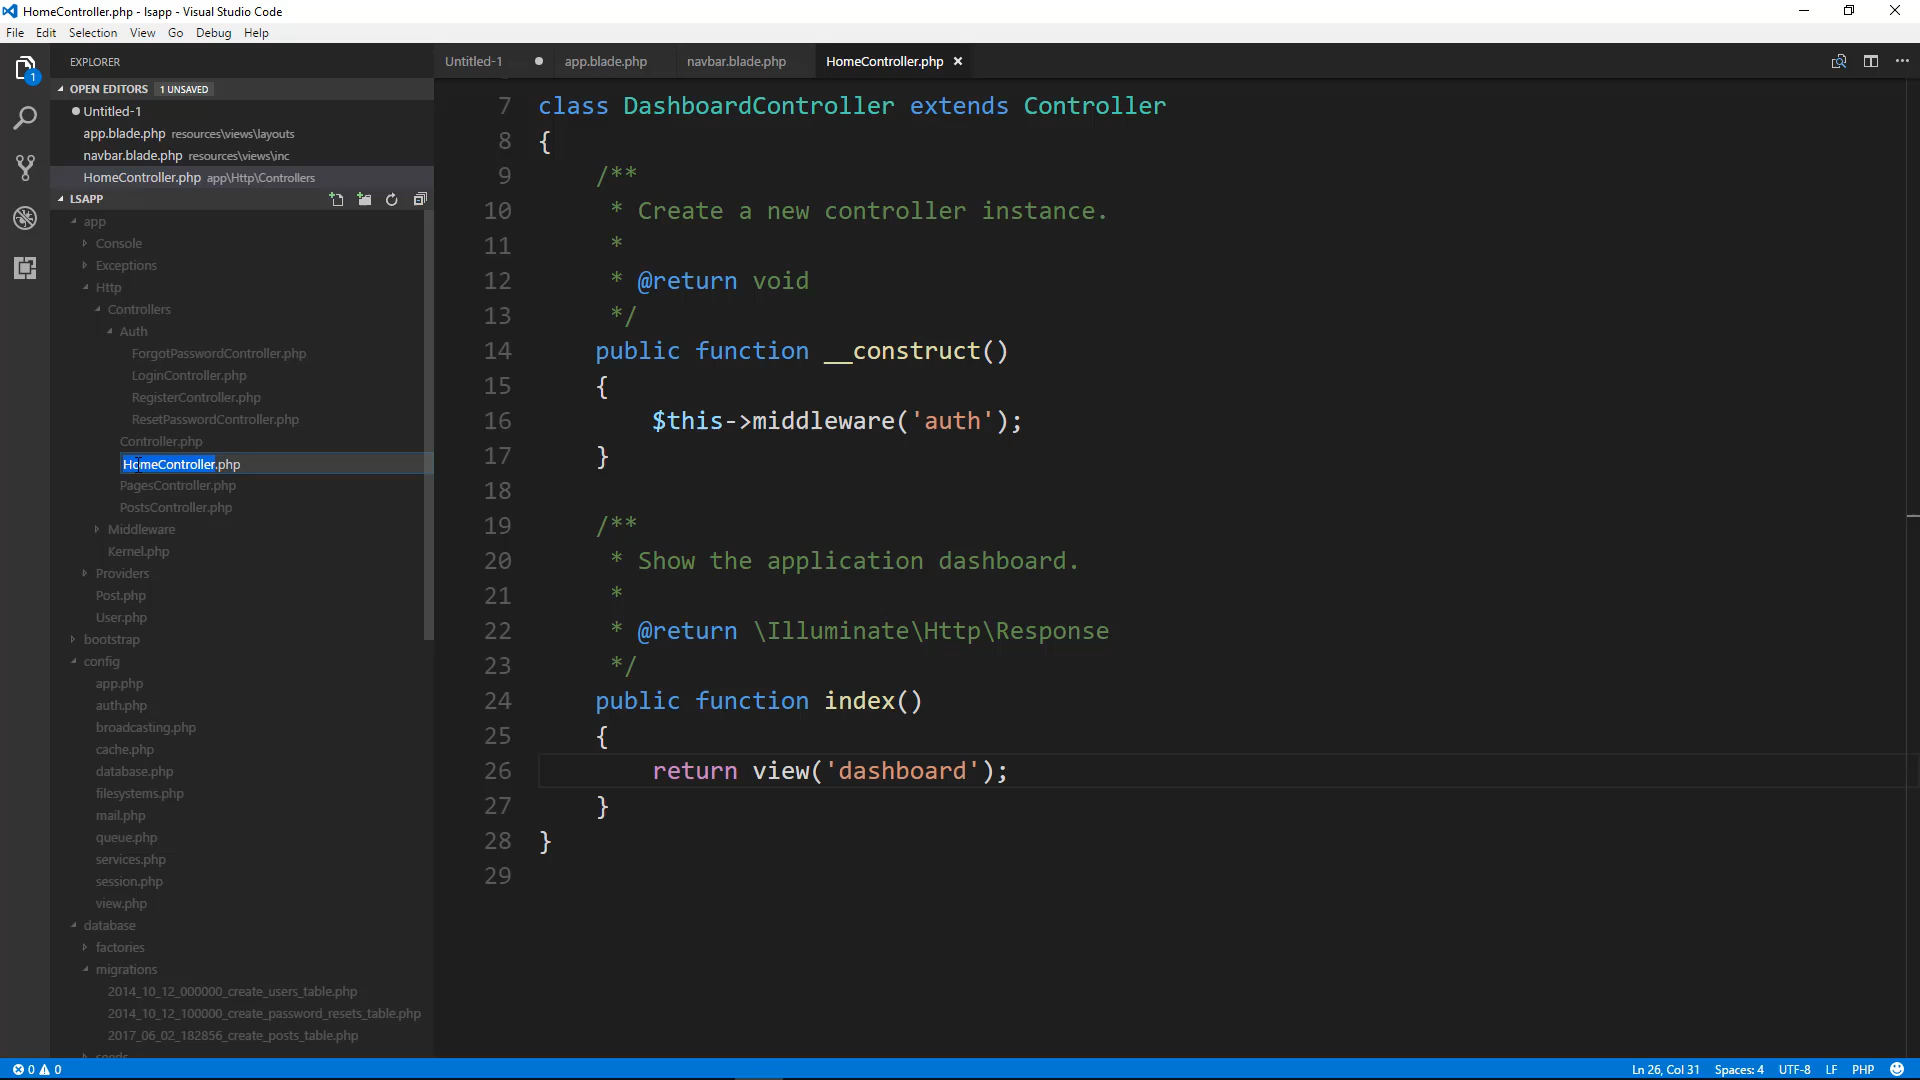 HomeController.php - lsapp - Visual Studio Code
File Edit Selection View Go Debug Help
1
EXPLORER
OPEN EDITORS 1 UNSAVED
Untitled-1
app.blade.php resources\views\layouts
navbar.blade.php resources\views\inc
HomeController.php app\Http\Controllers
LSAPP
app
Console
Exceptions
Http
Controllers
Auth
ForgotPasswordController.php
LoginController.php
RegisterController.php
ResetPasswordController.php
Controller.php
HomeController.php
PagesController.php
PostsController.php
Middleware
Kernel.php
Providers
Post.php
User.php
bootstrap
config
app.php
auth.php
broadcasting.php
cache.php
database.php
filesystems.php
mail.php
queue.php
services.php
session.php
view.php
database
factories
migrations
2014_10_12_000000_create_users_table.php
2014_10_12_100000_create_password_resets_table.php
2017_06_02_182856_create_posts_table.php
seeds
Untitled-1 app.blade.php navbar.blade.php HomeController.php
7 class DashboardController extends Controller
8 {
9 /**
10 * Create a new controller instance.
11 *
12 * @return void
13 */
14 public function __construct()
15 {
16 $this->middleware('auth');
17 }
18
19 /**
20 * Show the application dashboard.
21 *
22 * @return \Illuminate\Http\Response
23 */
24 public function index()
25 {
26 return view('dashboard');
27 }
28 }
29
0 0 Ln 26, Col 31 Spaces: 4 UTF-8 LF PHP